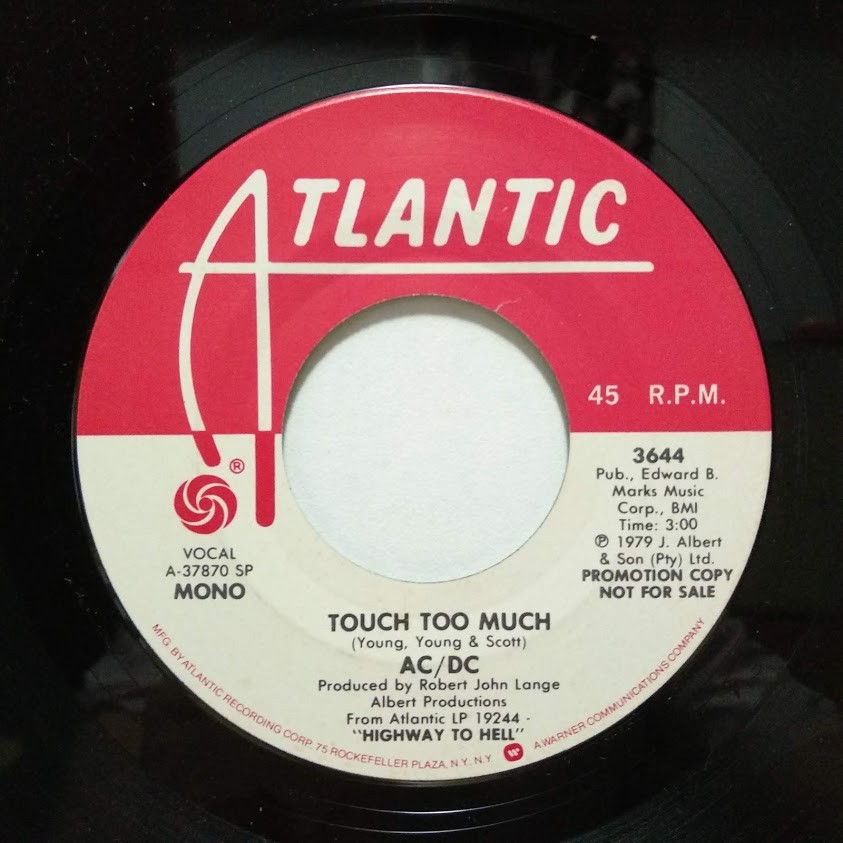 ATLANTIC
45 R.P.M.
®
3644
Pub., Edward B.
Marks Music
Corp., BMI
Time: 3:00
℗ 1979 J. Albert
& Son (Pty) Ltd.
PROMOTION COPY
NOT FOR SALE
VOCAL
A-37870 SP
MONO
TOUCH TOO MUCH
(Young, Young & Scott)
AC/DC
Produced by Robert John Lange
Albert Productions
From Atlantic LP 19244 -
"HIGHWAY TO HELL"
MFG. BY ATLANTIC RECORDING CORP. 75 ROCKEFELLER PLAZA, N.Y. N.Y. W A WARNER COMMUNICATIONS COMPANY